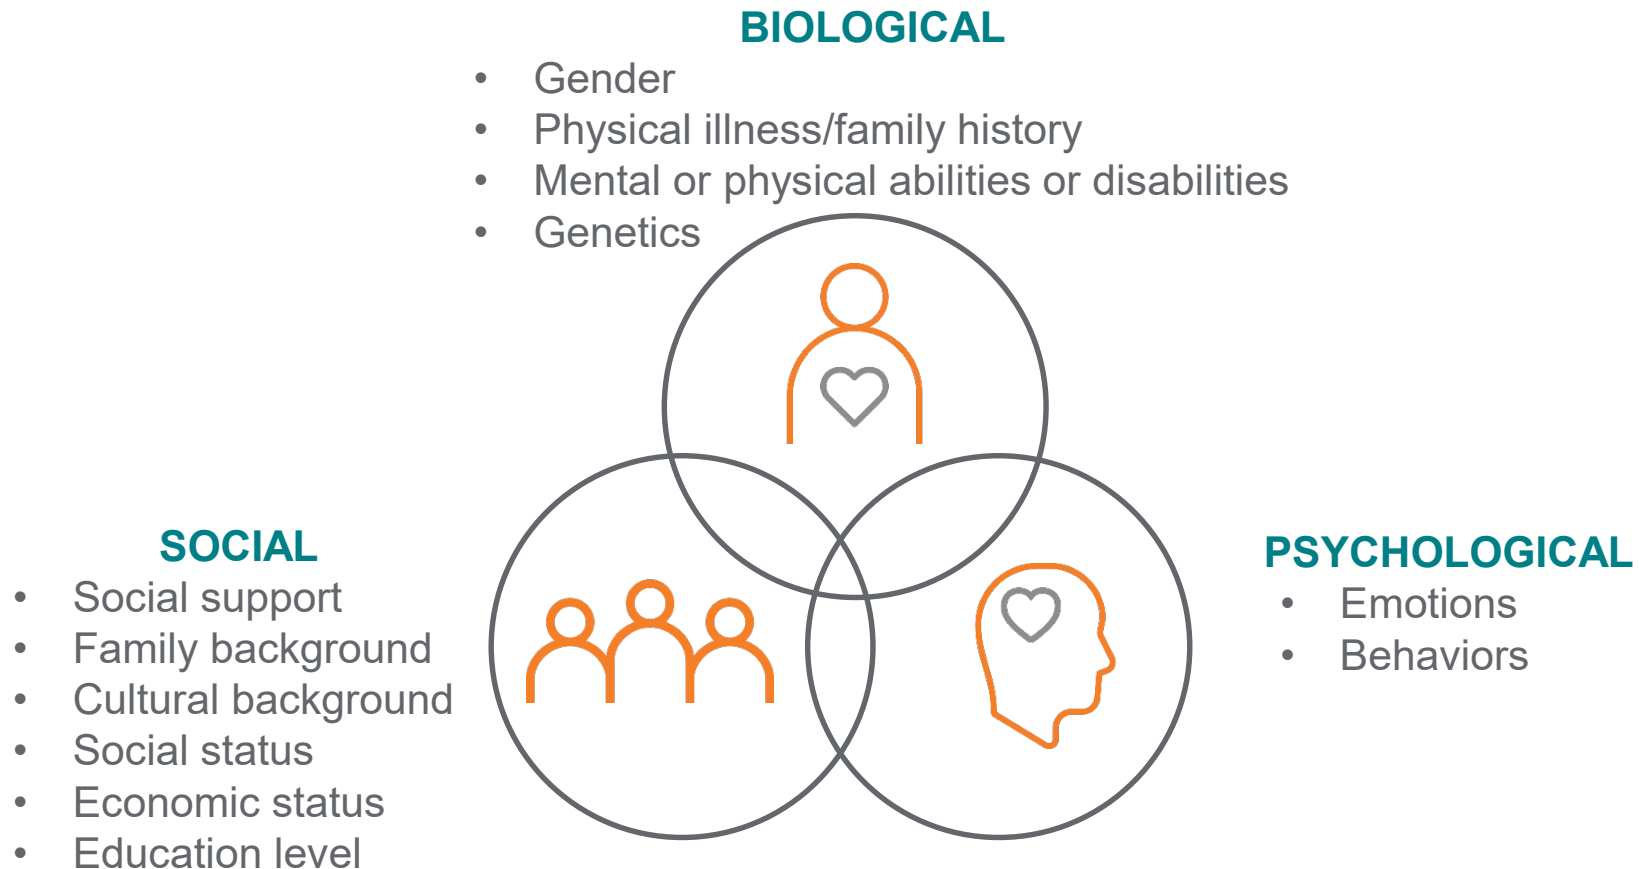 BIOLOGICAL
• Gender
• Physical illness/family history
• Mental or physical abilities or disabilities
• Genetics
SOCIAL
• Social support
• Family background
• Cultural background
• Social status
• Economic status
• Education level
PSYCHOLOGICAL
• Emotions
• Behaviors